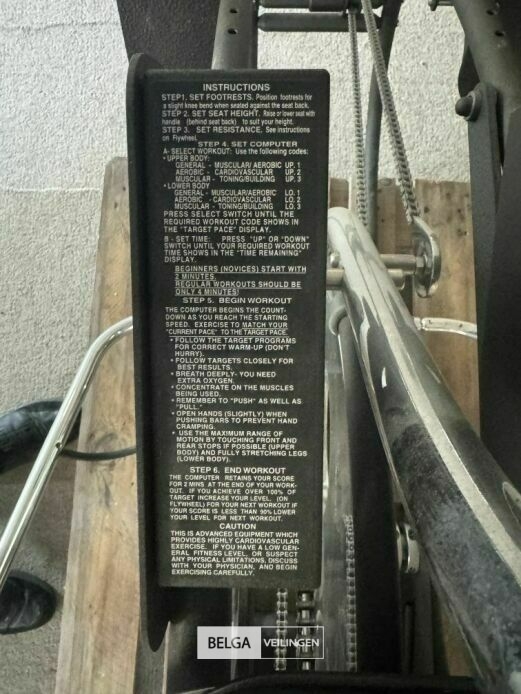 INSTRUCTIONS
STEP1. SET FOOTRESTS. Position footrests for
a slight knee bend when seated against the seat back.
STEP 2. SET SEAT HEIGHT. Raise or lower seat with
handle (behind seat back) to suit your height.
STEP 3. SET RESISTANCE. See instructions
on Flywheel.
STEP 4. SET COMPUTER
A- SELECT WORKOUT: Use the following codes:
• UPPER BODY:
GENERAL - MUSCULAR/ AEROBIC UP. 1
AEROBIC - CARDIOVASCULAR UP. 2
MUSCULAR - TONING/BUILDING UP. 3
• LOWER BODY
GENERAL - MUSCULAR/AEROBIC LO. 1
AEROBIC - CARDIOVASCULAR LO. 2
MUSCULAR - TONING/BUILDING LO. 3
PRESS SELECT SWITCH UNTIL THE
REQUIRED WORKOUT CODE SHOWS IN
THE "TARGET PACE" DISPLAY.
B - SET TIME: PRESS "UP" OR "DOWN"
SWITCH UNTIL YOUR REQUIRED WORKOUT
TIME SHOWS IN THE "TIME REMAINING"
DISPLAY.
BEGINNERS (NOVICES) START WITH
2 MINUTES.
REGULAR WORKOUTS SHOULD BE
ONLY 4 MINUTES!
STEP 5. BEGIN WORKOUT
THE COMPUTER BEGINS THE COUNT-
DOWN AS YOU REACH THE STARTING
SPEED. EXERCISE TO MATCH YOUR
"CURRENT PACE" TO THE TARGET PACE.
• FOLLOW THE TARGET PROGRAMS
FOR CORRECT WARM-UP (DON'T
HURRY).
• FOLLOW TARGETS CLOSELY FOR
BEST RESULTS.
• BREATH DEEPLY- YOU NEED
EXTRA OXYGEN.
• CONCENTRATE ON THE MUSCLES
BEING USED.
• REMEMBER TO "PUSH" AS WELL AS
"PULL."
• OPEN HANDS (SLIGHTLY) WHEN
PUSHING BARS TO PREVENT HAND
CRAMPING.
• USE THE MAXIMUM RANGE OF
MOTION BY TOUCHING FRONT AND
REAR STOPS IF POSSIBLE (UPPER
BODY) AND FULLY STRETCHING LEGS
(LOWER BODY).
STEP 6. END WORKOUT
THE COMPUTER RETAINS YOUR SCORE
FOR 2 MINS AT THE END OF YOUR WORK-
OUT. IF YOU ACHIEVE OVER 100% OF
TARGET INCREASE YOUR LEVEL, (ON
FLYWHEEL) FOR YOUR NEXT WORKOUT IF
YOUR SCORE IS LESS THAN 90% LOWER
YOUR LEVEL FOR NEXT WORKOUT.
CAUTION
THIS IS ADVANCED EQUIPMENT WHICH
PROVIDES HIGHLY CARDIOVASCULAR
EXERCISE. IF YOU HAVE A LOW GEN-
ERAL FITNESS LEVEL, OR SUSPECT
ANY PHYSICAL LIMITATIONS, DISCUSS
WITH YOUR PHYSICIAN, AND BEGIN
EXERCISING CAREFULLY.
BELGA VEILINGEN